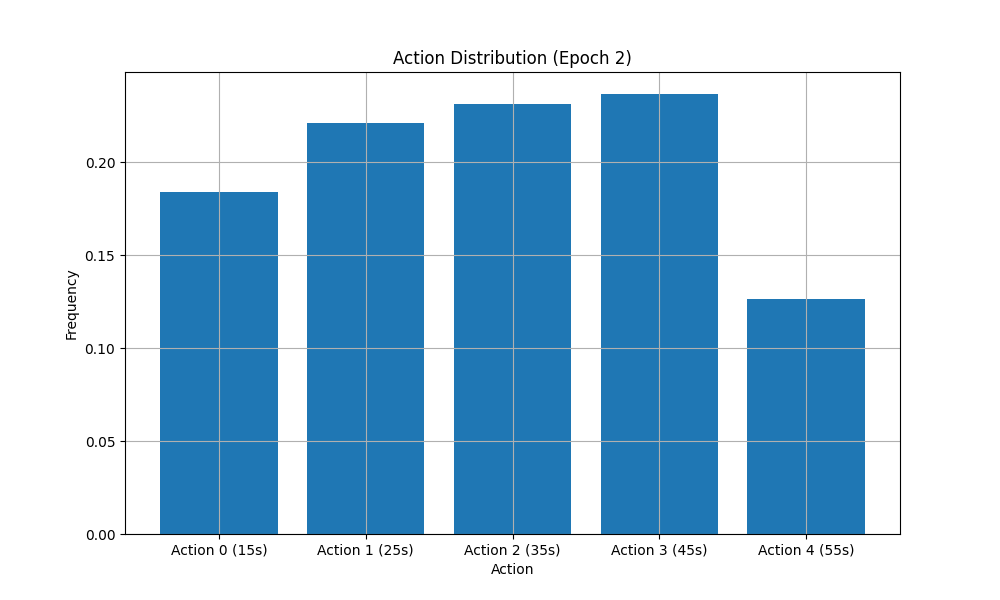 Action Distribution (Epoch 2)
Frequency
0.20
0.15
0.10
0.05
0.00
Action 0 (15s) Action 1 (25s) Action 2 (35s) Action 3 (45s) Action 4 (55s)
Action